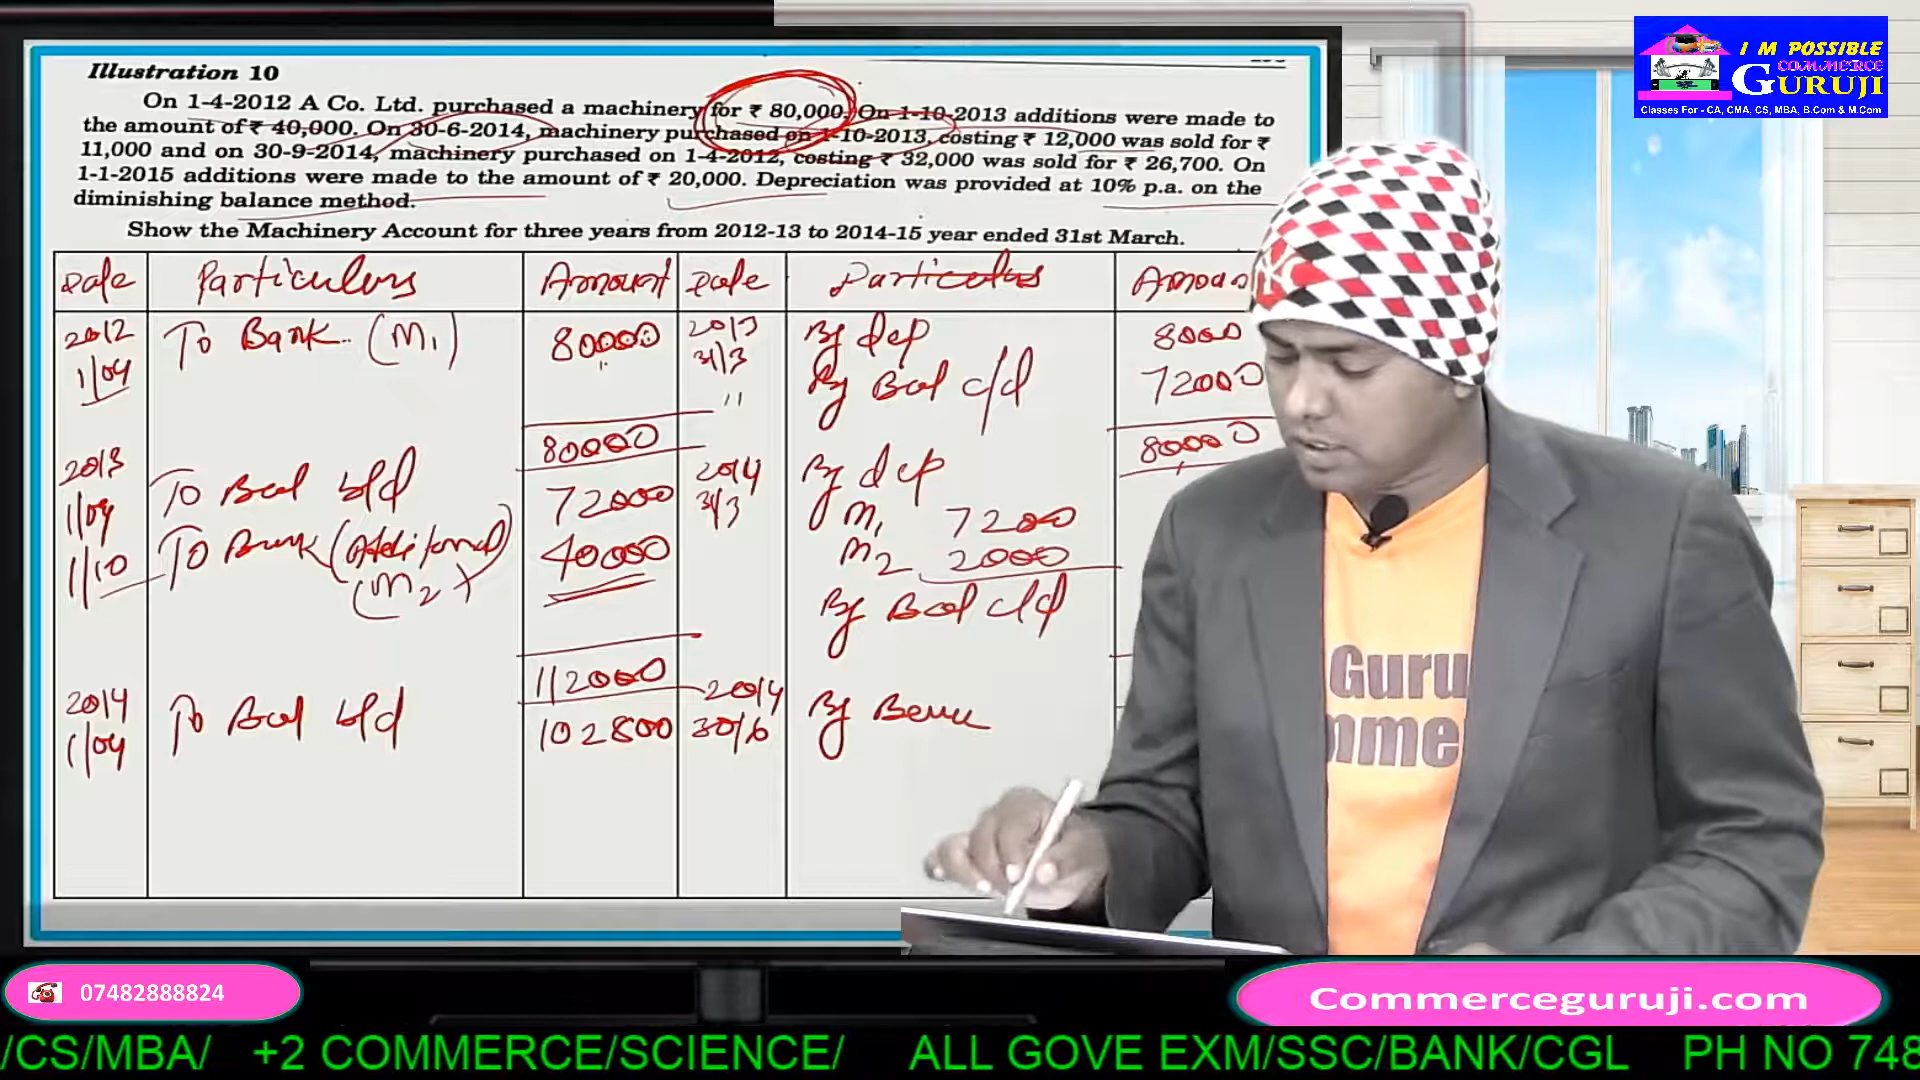 I M POSSIBLE
COMMERCE
GURUJI
Classes For - CA, CMA, CS, MBA, B.Com & M.Com
Illustration 10
On 1-4-2012 A Co. Ltd. purchased a machinery for ₹ 80,000. On 1-10-2013 additions were made to
the amount of ₹ 40,000. On 30-6-2014, machinery purchased on 1-10-2013, costing ₹ 12,000 was sold for ₹
11,000 and on 30-9-2014, machinery purchased on 1-4-2012, costing ₹ 32,000 was sold for ₹ 26,700. On
1-1-2015 additions were made to the amount of ₹ 20,000. Depreciation was provided at 10% p.a. on the
diminishing balance method.
Show the Machinery Account for three years from 2012-13 to 2014-15 year ended 31st March.
Date Particulars Amount Date Particulars Amoun
2012 To Bank (M1) 80000 2013 By dep 8000
1/04 31/3 By Bal c/d 72000
80000 80000
2013 To Bal b/d 72000 2014 By dep
1/04 31/3 M1 7200
1/10 To Bank (Additional) 40000 M2 2000
(M2) By Bal c/d
112000
2014 To Bal b/d 102800 2014 By
1/04 30/6
Guru
mme
07482888824
Commerceguruji.com
/CS/MBA/ +2 COMMERCE/SCIENCE/ ALL GOVE EXM/SSC/BANK/CGL PH NO 748